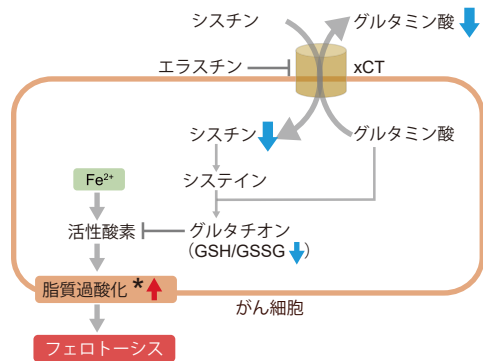 シスチン
グルタミン酸
エラスチン
xCT
シスチン
グルタミン酸
システイン
Fe²⁺
活性酸素
グルタチオン
(GSH/GSSG )
脂質過酸化 *
がん細胞
フェロトーシス